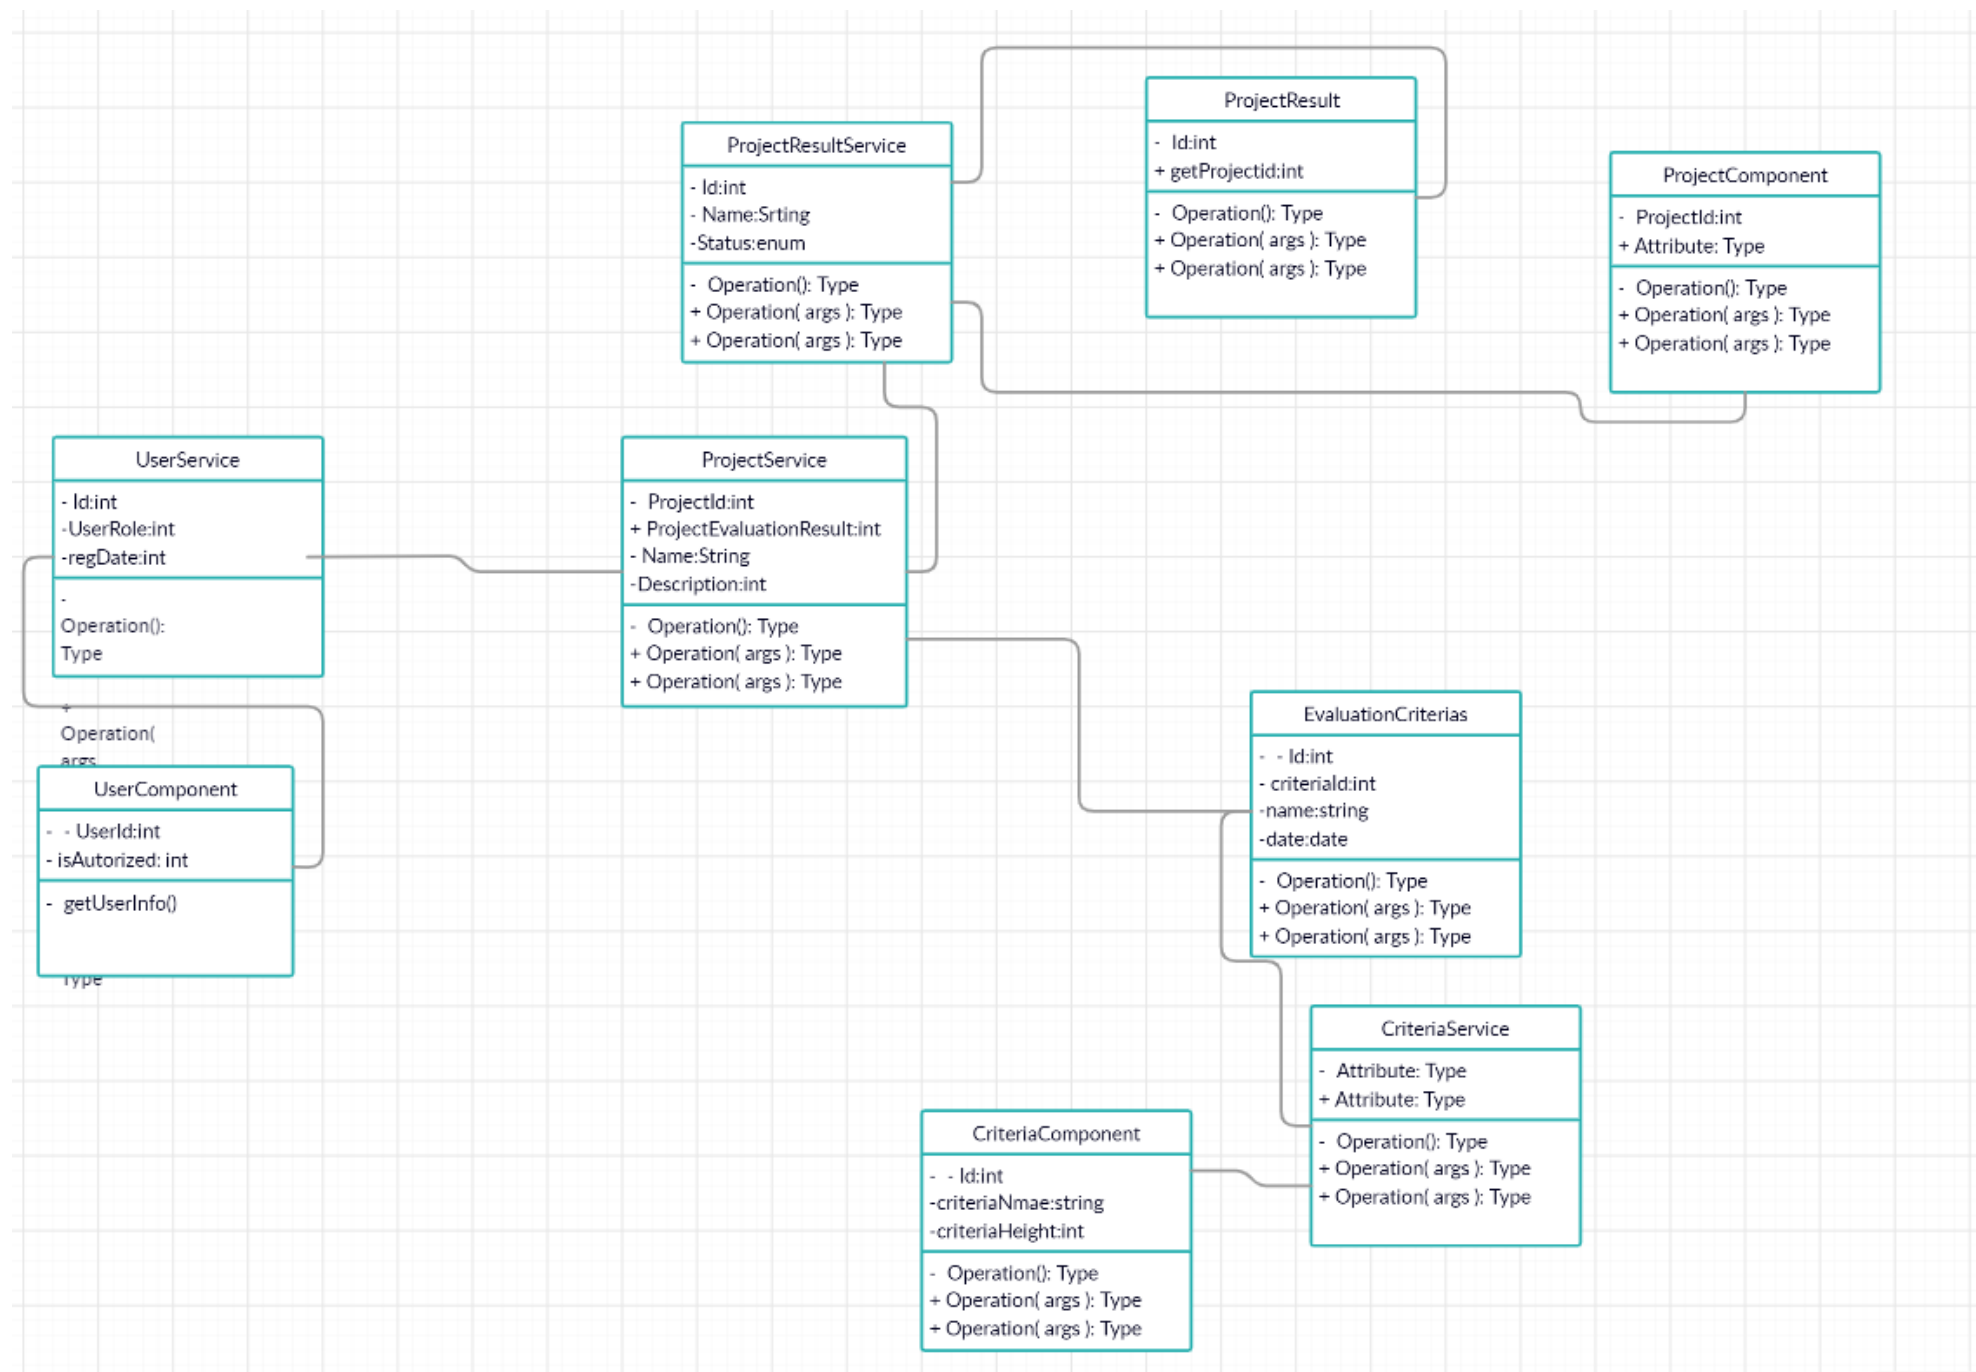 ProjectResult
- Id:int
+ getProjectid:int
- Operation(): Type
+ Operation( args ): Type
+ Operation( args ): Type
ProjectResultService
- Id:int
- Name:Srting
-Status:enum
- Operation(): Type
+ Operation( args ): Type
+ Operation( args ): Type
ProjectComponent
- ProjectId:int
+ Attribute: Type
- Operation(): Type
+ Operation( args ): Type
+ Operation( args ): Type
UserService
- Id:int
-UserRole:int
-regDate:int
-
Operation():
Type
+
Operation(
args
Type
ProjectService
- ProjectId:int
+ ProjectEvaluationResult:int
- Name:String
-Description:int
- Operation(): Type
+ Operation( args ): Type
+ Operation( args ): Type
UserComponent
- - UserId:int
- isAutorized: int
- getUserInfo()
EvaluationCriterias
- - Id:int
- criteriaId:int
-name:string
-date:date
- Operation(): Type
+ Operation( args ): Type
+ Operation( args ): Type
CriteriaService
- Attribute: Type
+ Attribute: Type
- Operation(): Type
+ Operation( args ): Type
+ Operation( args ): Type
CriteriaComponent
- - Id:int
-criteriaNmae:string
-criteriaHeight:int
- Operation(): Type
+ Operation( args ): Type
+ Operation( args ): Type